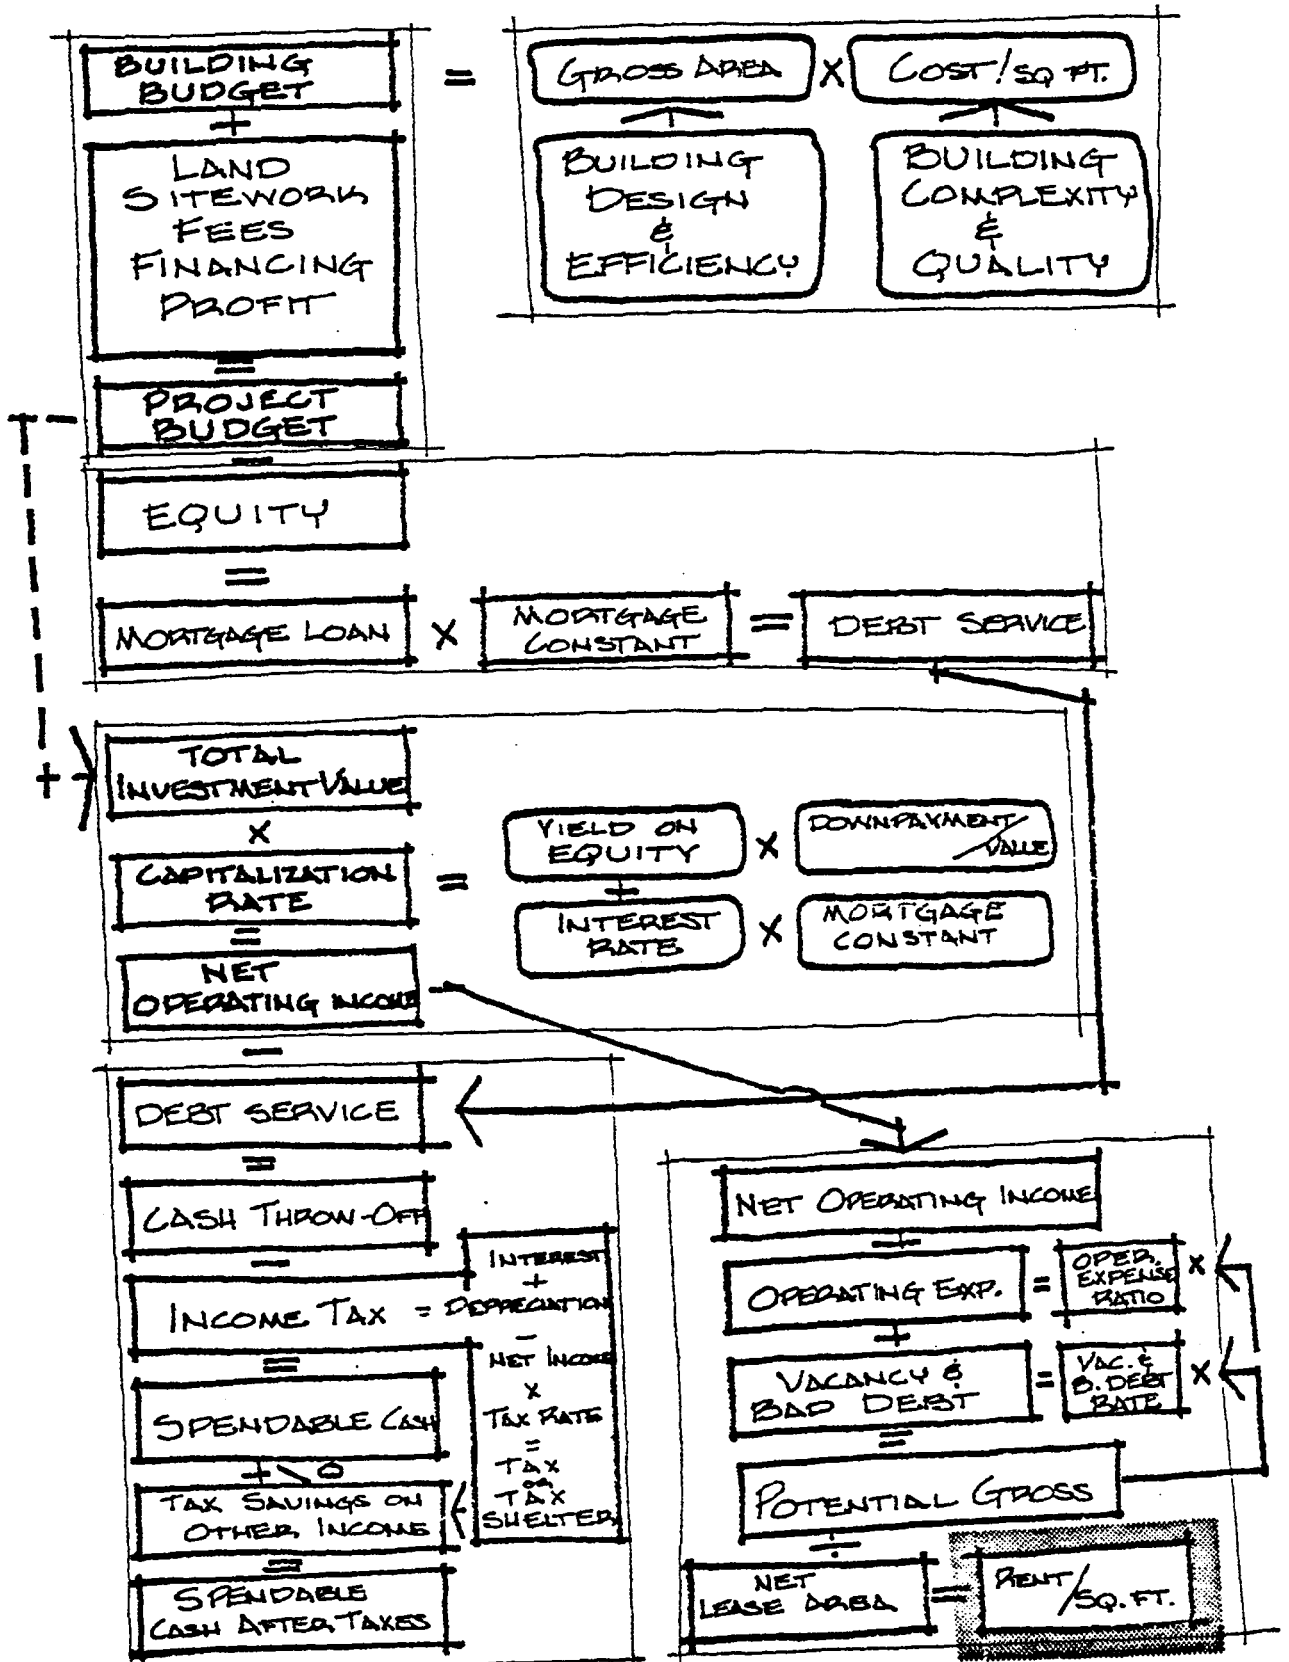 BUILDING
BUDGET
=
GROSS AREA
X
COST/SQ FT.
+
LAND
SITEWORK
FEES
FINANCING
PROFIT
BUILDING
DESIGN
&
EFFICIENCY
BUILDING
COMPLEXITY
&
QUALITY
=
PROJECT
BUDGET
-
EQUITY
=
MORTGAGE LOAN
X
MORTGAGE
CONSTANT
=
DEBT SERVICE
TOTAL
INVESTMENT VALUE
X
CAPITALIZATION
RATE
=
YIELD ON
EQUITY
X
DOWNPAYMENT/
VALUE
+
INTEREST
RATE
X
MORTGAGE
CONSTANT
=
NET
OPERATING INCOME
-
DEBT SERVICE
=
CASH THROW-OFF
-
INCOME TAX =
INTEREST
+
DEPRECIATION
-
NET INCOME
X
TAX RATE
=
TAX
OR
TAX
SHELTER
=
SPENDABLE CASH
+
TAX SAVINGS ON
OTHER INCOME
=
SPENDABLE
CASH AFTER TAXES
NET OPERATING INCOME
-
OPERATING EXP.
=
OPER.
EXPENSE
RATIO
X
+
VACANCY &
BAD DEBT
=
VAC. &
B. DEBT
RATE
X
=
POTENTIAL GROSS
÷
NET
LEASE AREA
=
RENT/
SQ. FT.